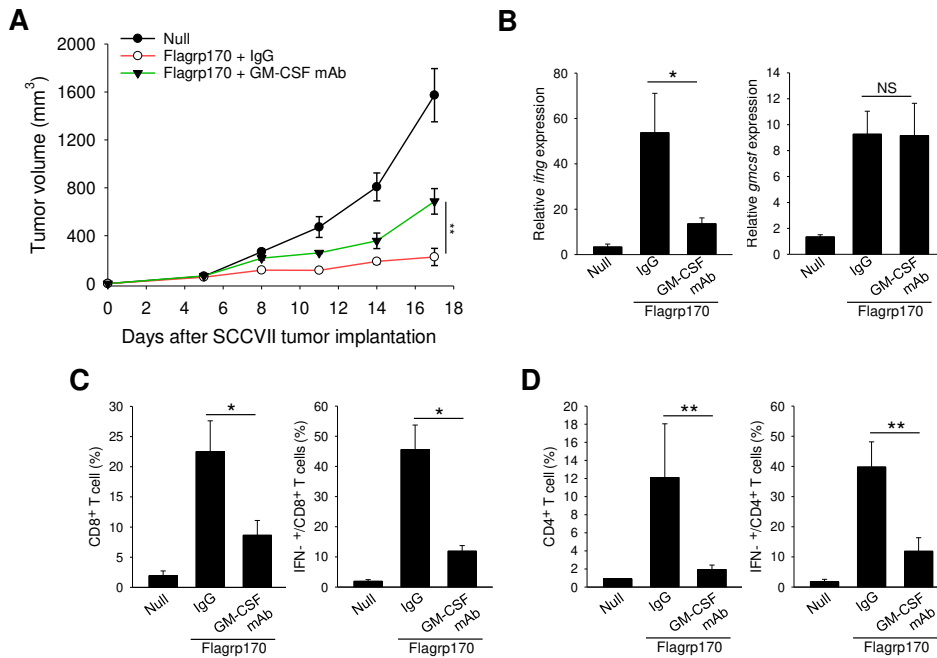 A
Null
Flagrp170 + IgG
Flagrp170 + GM-CSF mAb
Tumor volume (mm³)
2000
1600
1200
800
400
0
**
0 2 4 6 8 10 12 14 16 18
Days after SCCVII tumor implantation
B
Relative ifng expression
80
60
40
20
0
*
Null
IgG
GM-CSF
mAb
Flagrp170
Relative gmcsf expression
14
12
10
8
6
4
2
0
NS
Null
IgG
GM-CSF
mAb
Flagrp170
C
CD8⁺ T cell (%)
30
25
20
15
10
5
0
*
Null
IgG
GM-CSF
mAb
Flagrp170
IFN- ⁺/CD8⁺ T cells (%)
60
50
40
30
20
10
0
*
Null
IgG
GM-CSF
mAb
Flagrp170
D
CD4⁺ T cell (%)
20
18
16
14
12
10
8
6
4
2
0
**
Null
IgG
GM-CSF
mAb
Flagrp170
IFN- ⁺/CD4⁺ T cells (%)
60
50
40
30
20
10
0
**
Null
IgG
GM-CSF
mAb
Flagrp170